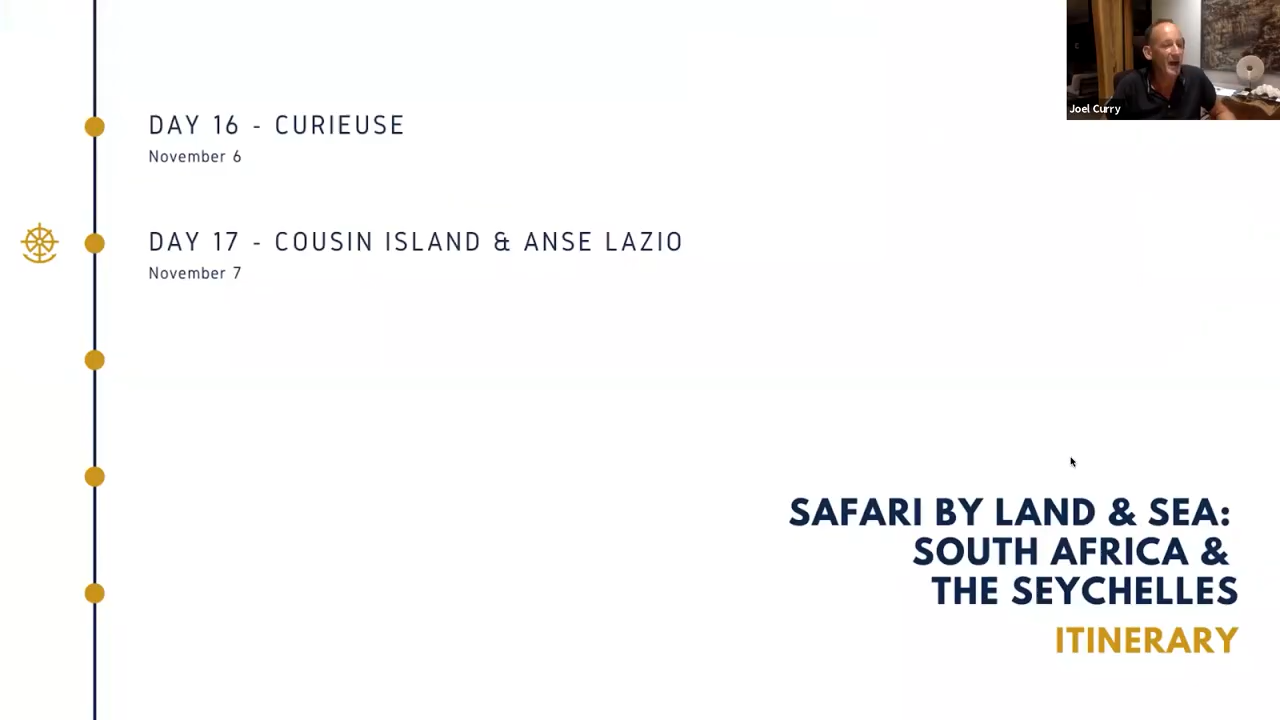 DAY 16 - CURIEUSE
November 6
DAY 17 - COUSIN ISLAND & ANSE LAZIO
November 7
Joel Curry
SAFARI BY LAND & SEA:
SOUTH AFRICA &
THE SEYCHELLES
ITINERARY